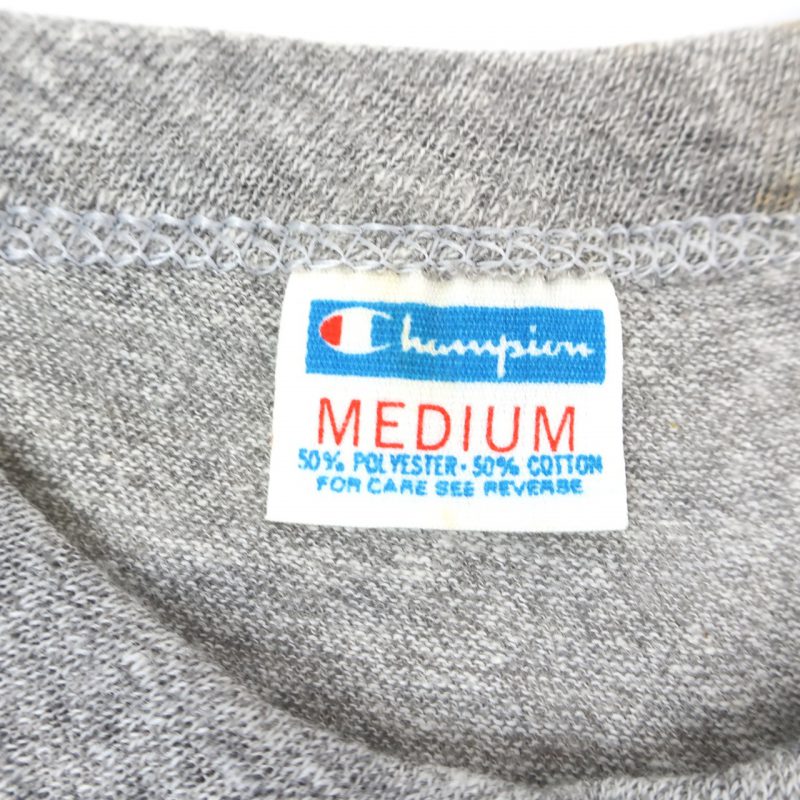 Champion
MEDIUM
50% POLYESTER · 50% COTTON
FOR CARE SEE REVERSE